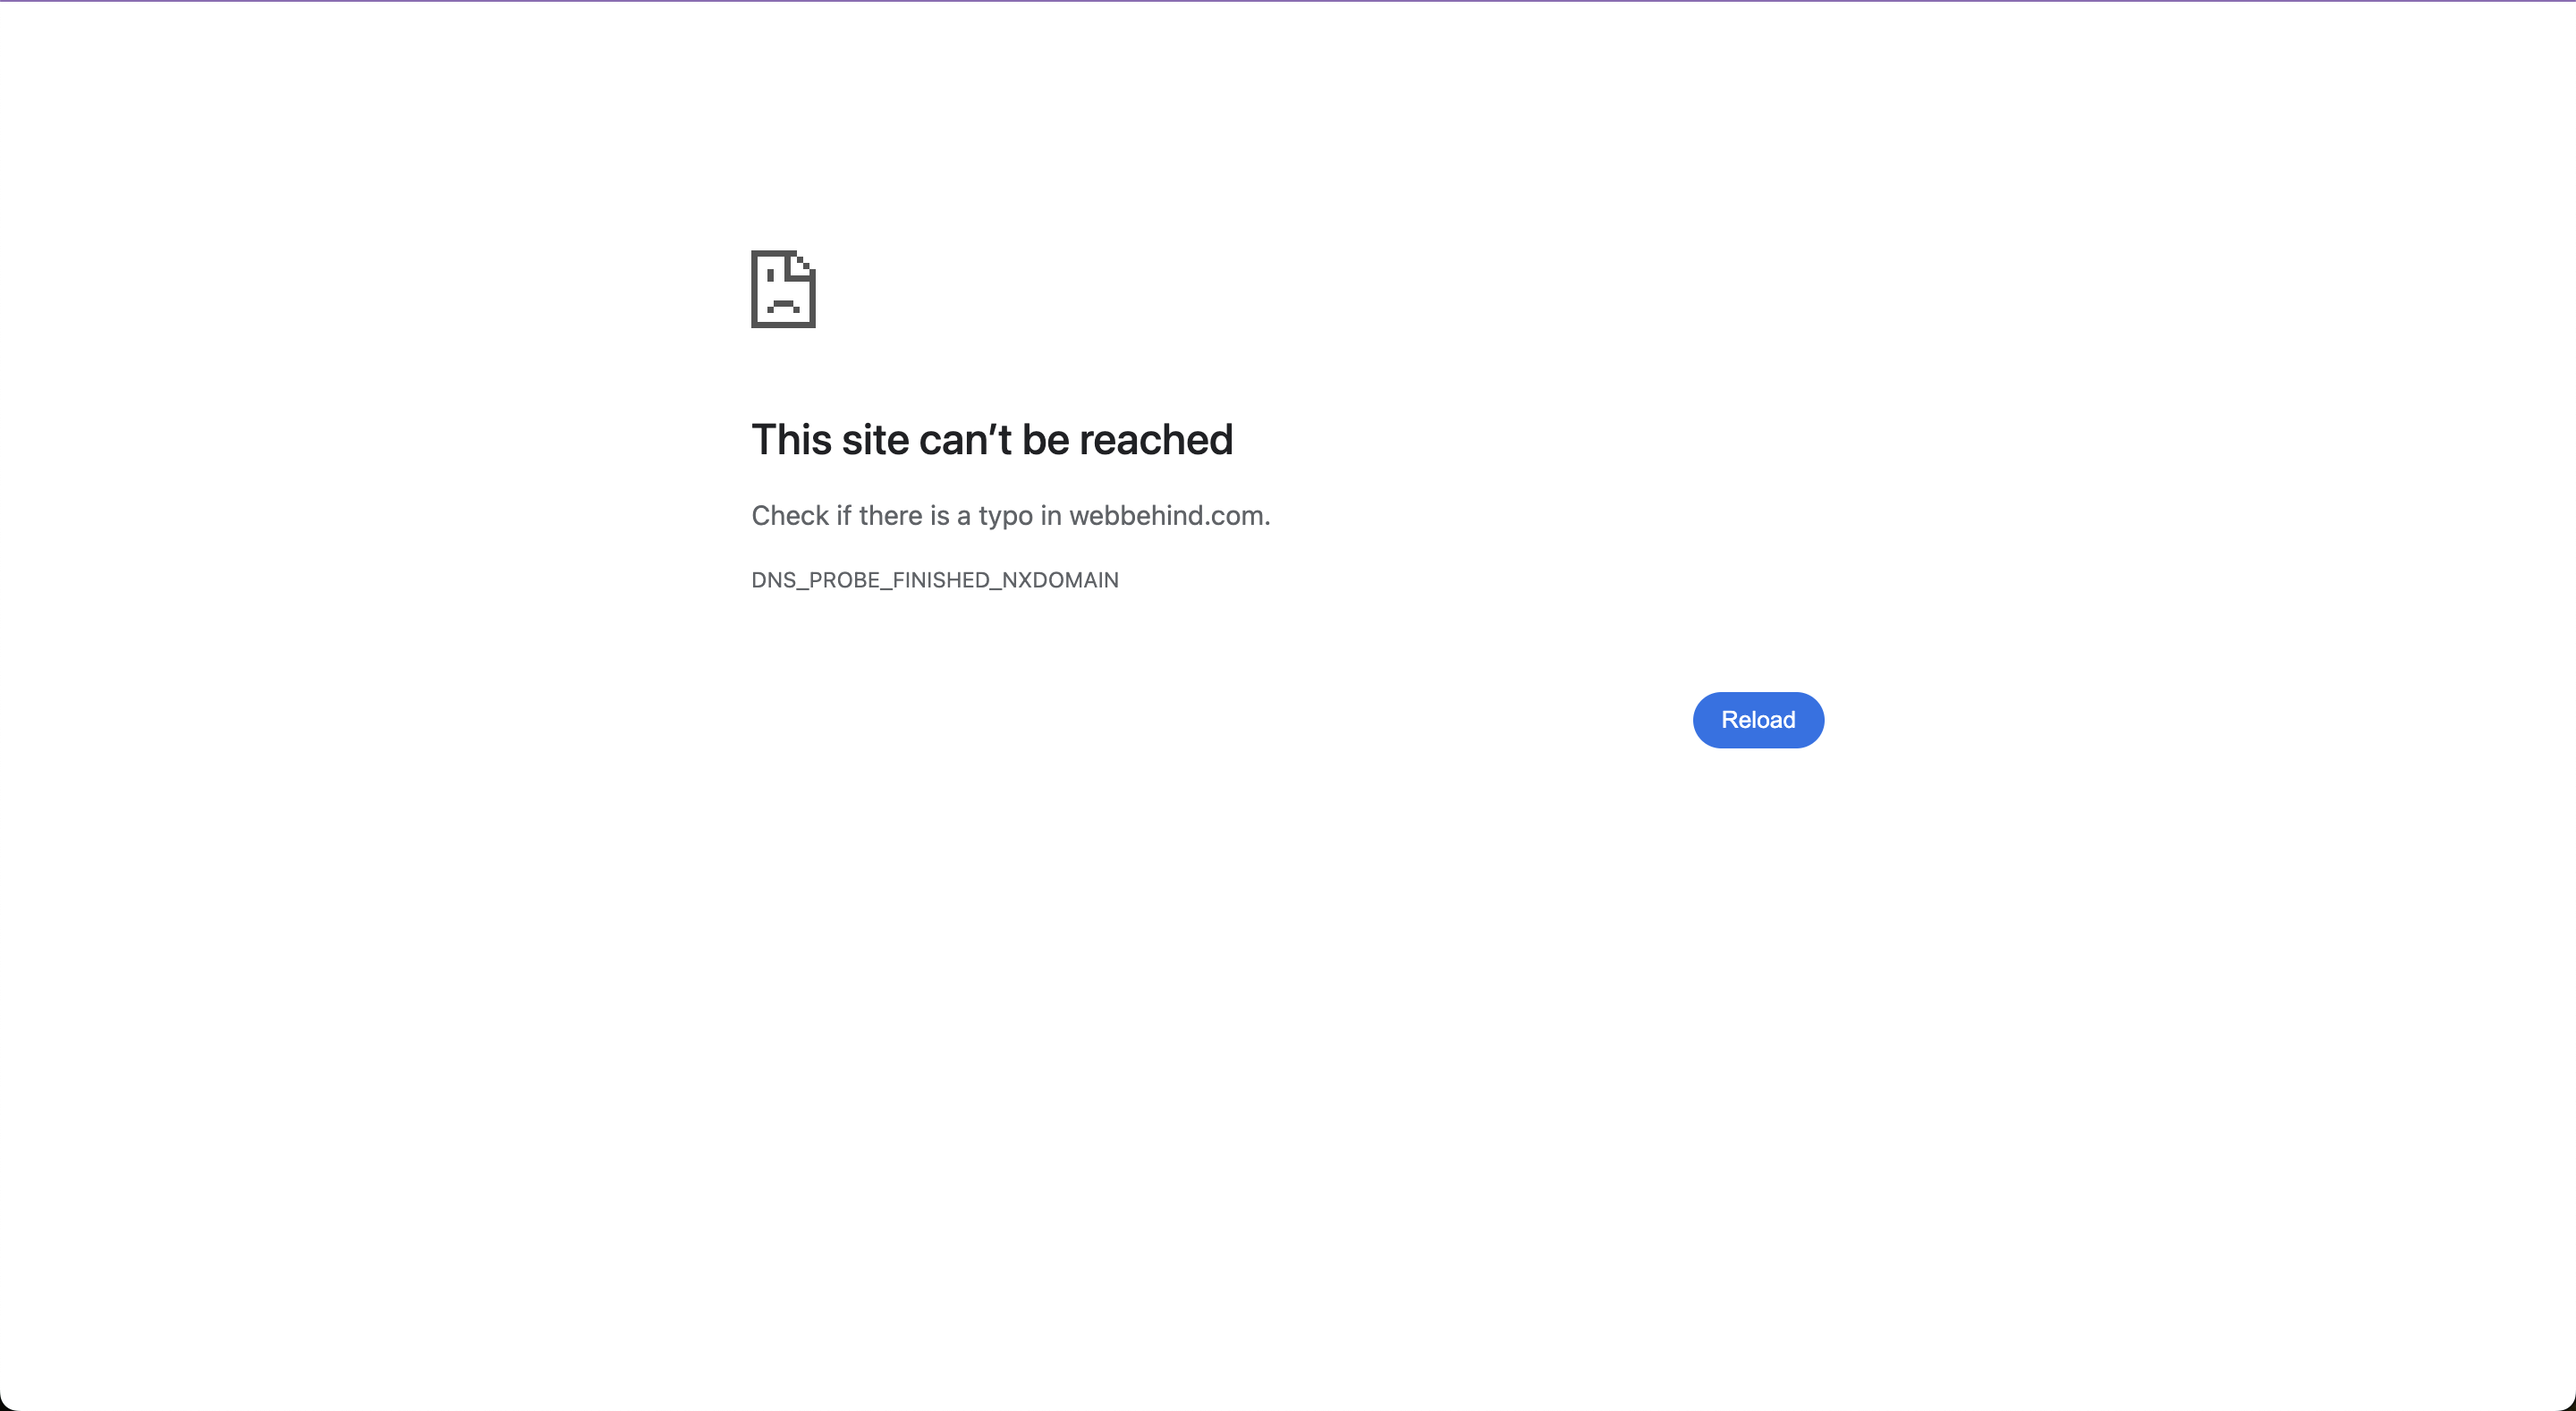 This site can’t be reached
Check if there is a typo in webbehind.com.
DNS_PROBE_FINISHED_NXDOMAIN
Reload